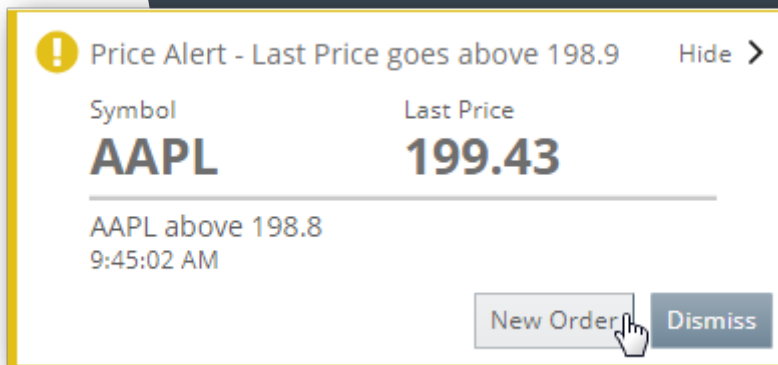 Price Alert - Last Price goes above 198.9 Hide
Symbol Last Price
AAPL 199.43
AAPL above 198.8
9:45:02 AM
New Order Dismiss